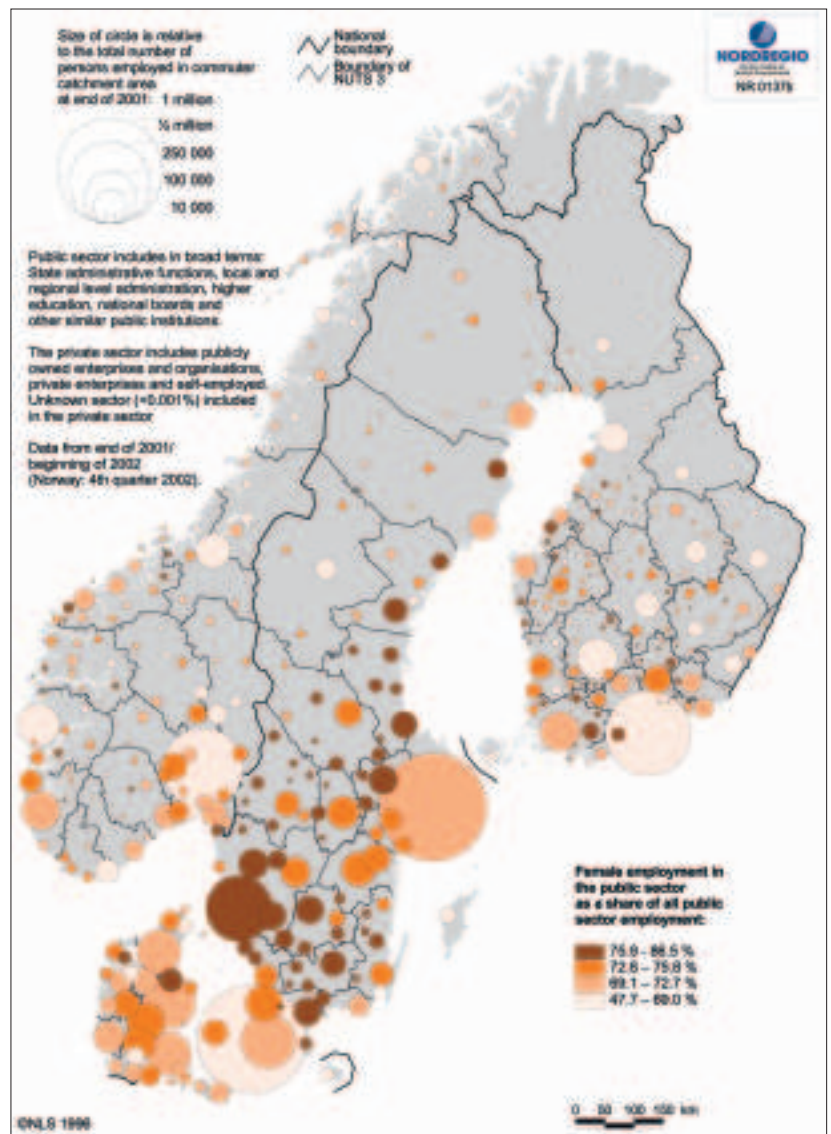 Size of circle is relative
to the total number of
persons employed in commuter
catchment area
at end of 2001: 1 million
½ million
250 000
100 000
10 000
National
boundary
Boundary of
NUTS 3
NORDREGIO
NR 01376
Public sector includes in broad terms:
State administrative functions, local and
regional level administration, higher
education, national boards and
other similar public institutions.
The private sector includes publicly
owned enterprises and organisations,
private enterprises and self-employed.
Unknown sector (<0.001%) included
in the private sector
Data from end of 2001/
beginning of 2002
(Norway: 4th quarter 2002).
Female employment in
the public sector
as a share of all public
sector employment:
75.9 – 86.5 %
72.8 – 75.8 %
69.1 – 72.7 %
47.7 – 69.0 %
0 50 100 150 km
©NLS 1996